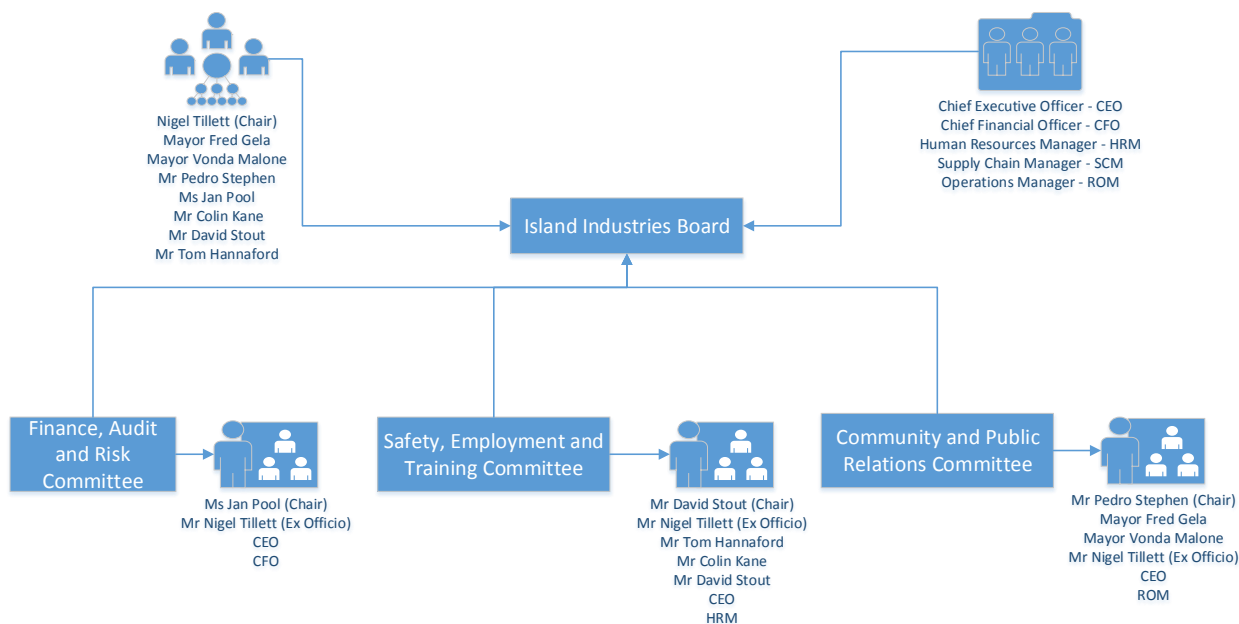 Nigel Tillett (Chair)
Mayor Fred Gela
Mayor Vonda Malone
Mr Pedro Stephen
Ms Jan Pool
Mr Colin Kane
Mr David Stout
Mr Tom Hannaford
Chief Executive Officer - CEO
Chief Financial Officer - CFO
Human Resources Manager - HRM
Supply Chain Manager - SCM
Operations Manager - ROM
Island Industries Board
Finance, Audit
and Risk
Committee
Ms Jan Pool (Chair)
Mr Nigel Tillett (Ex Officio)
CEO
CFO
Safety, Employment and
Training Committee
Mr David Stout (Chair)
Mr Nigel Tillett (Ex Officio)
Mr Tom Hannaford
Mr Colin Kane
Mr David Stout
CEO
HRM
Community and Public
Relations Committee
Mr Pedro Stephen (Chair)
Mayor Fred Gela
Mayor Vonda Malone
Mr Nigel Tillett (Ex Officio)
CEO
ROM